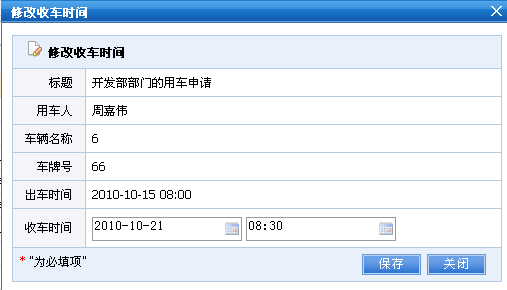 修改收车时间
修改收车时间
标题 开发部部门的用车申请
用车人 周嘉伟
车辆名称 6
车牌号 66
出车时间 2010-10-15 08:00
收车时间 2010-10-21 08:30
* "为必填项" 保存 关闭